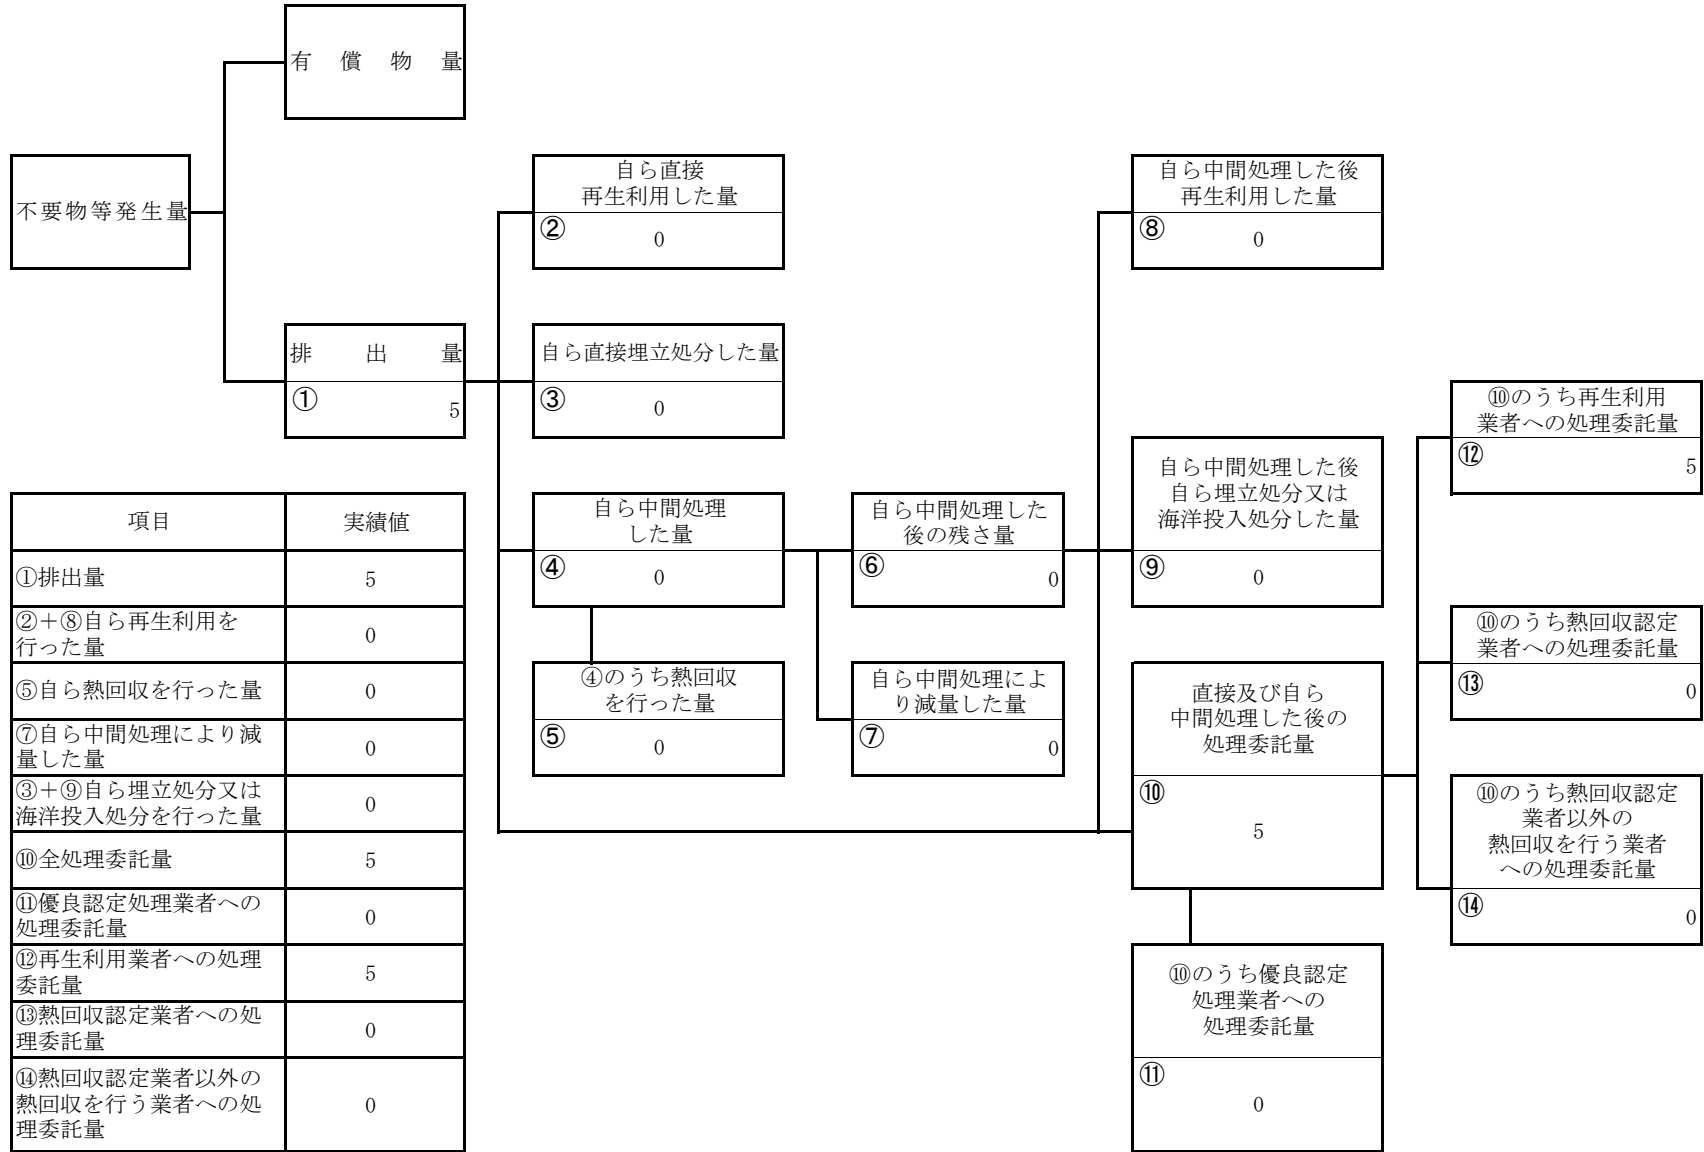 有償物量
不要物等発生量
排出量
①
5
自ら直接
再生利用した量
②
0
自ら直接埋立処分した量
③
0
自ら中間処理
した量
④
0
④のうち熱回収
を行った量
⑤
0
自ら中間処理した
後の残さ量
⑥
0
自ら中間処理によ
り減量した量
⑦
0
自ら中間処理した後
再生利用した量
⑧
0
自ら中間処理した後
自ら埋立処分又は
海洋投入処分した量
⑨
0
直接及び自ら
中間処理した後の
処理委託量
⑩
5
⑩のうち優良認定
処理業者への
処理委託量
⑪
0
⑩のうち再生利用
業者への処理委託量
⑫
5
⑩のうち熱回収認定
業者への処理委託量
⑬
0
⑩のうち熱回収認定
業者以外の
熱回収を行う業者
への処理委託量
⑭
0
項目 実績値
①排出量 5
②＋⑧自ら再生利用を
行った量 0
⑤自ら熱回収を行った量 0
⑦自ら中間処理により減
量した量 0
③＋⑨自ら埋立処分又は
海洋投入処分を行った量 0
⑩全処理委託量 5
⑪優良認定処理業者への
処理委託量 0
⑫再生利用業者への処理
委託量 5
⑬熱回収認定業者への処
理委託量 0
⑭熱回収認定業者以外の
熱回収を行う業者への処
理委託量 0